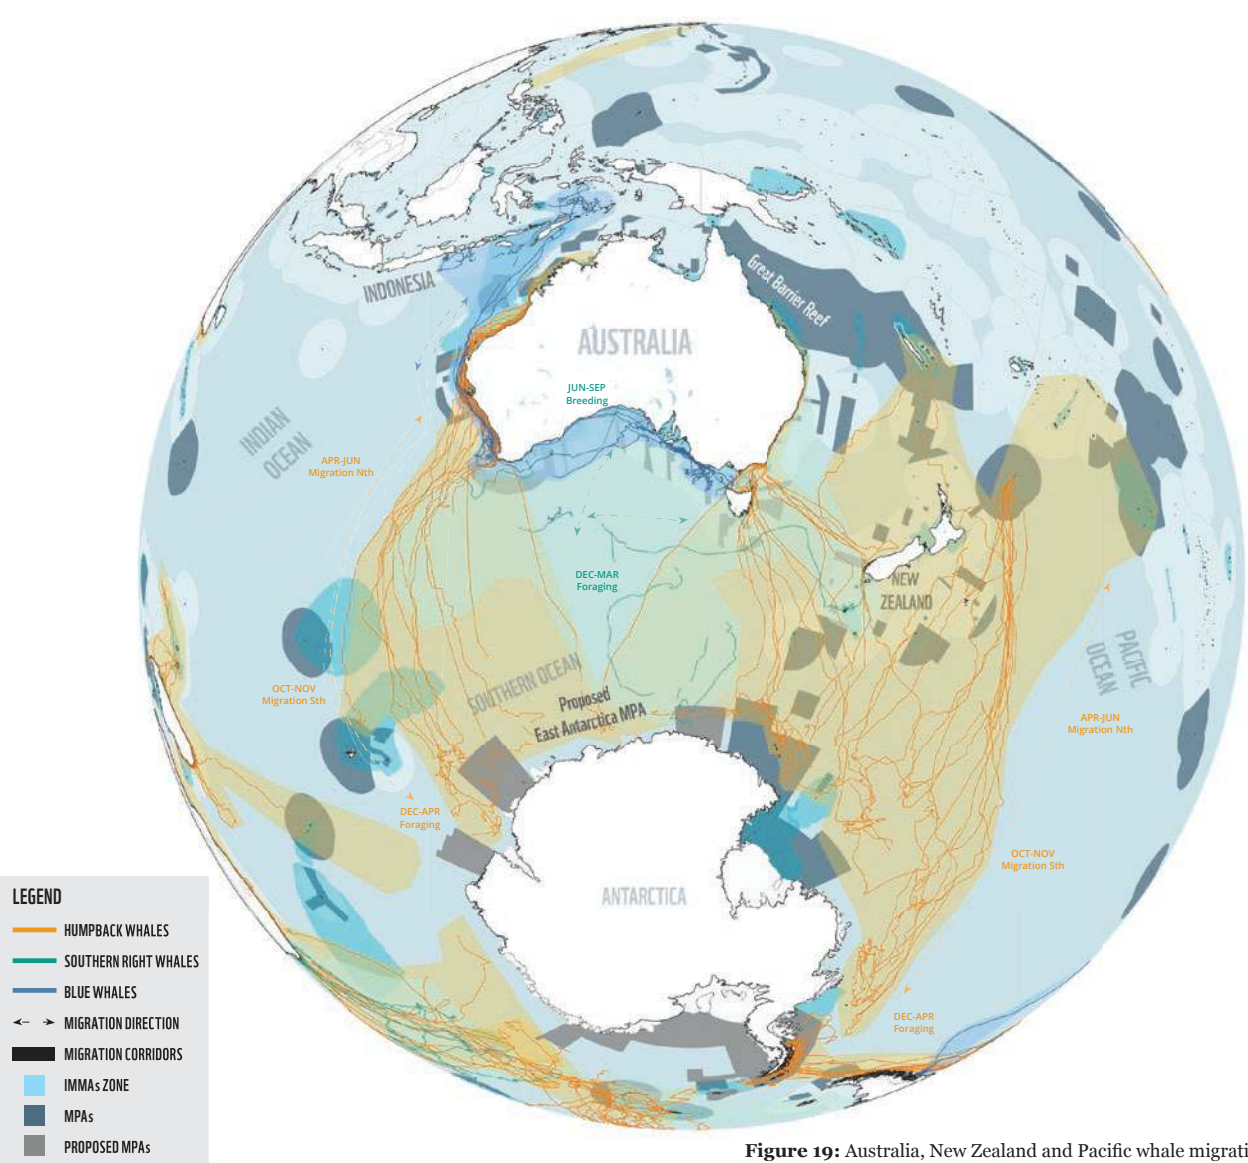 INDONESIA
Great Barrier Reef
AUSTRALIA
JUN-SEP
Breeding
INDIAN
OCEAN
APR-JUN
Migration Nth
DEC-MAR
Foraging
NEW
ZEALAND
SOUTHERN OCEAN
Proposed
East Antarctica MPA
PACIFIC
OCEAN
OCT-NOV
Migration Sth
APR-JUN
Migration Nth
DEC-APR
Foraging
OCT-NOV
Migration Sth
ANTARCTICA
DEC-APR
Foraging
LEGEND
HUMPBACK WHALES
SOUTHERN RIGHT WHALES
BLUE WHALES
MIGRATION DIRECTION
MIGRATION CORRIDORS
IMMAs ZONE
MPAs
PROPOSED MPAs
Figure 19: Australia, New Zealand and Pacific whale migrati